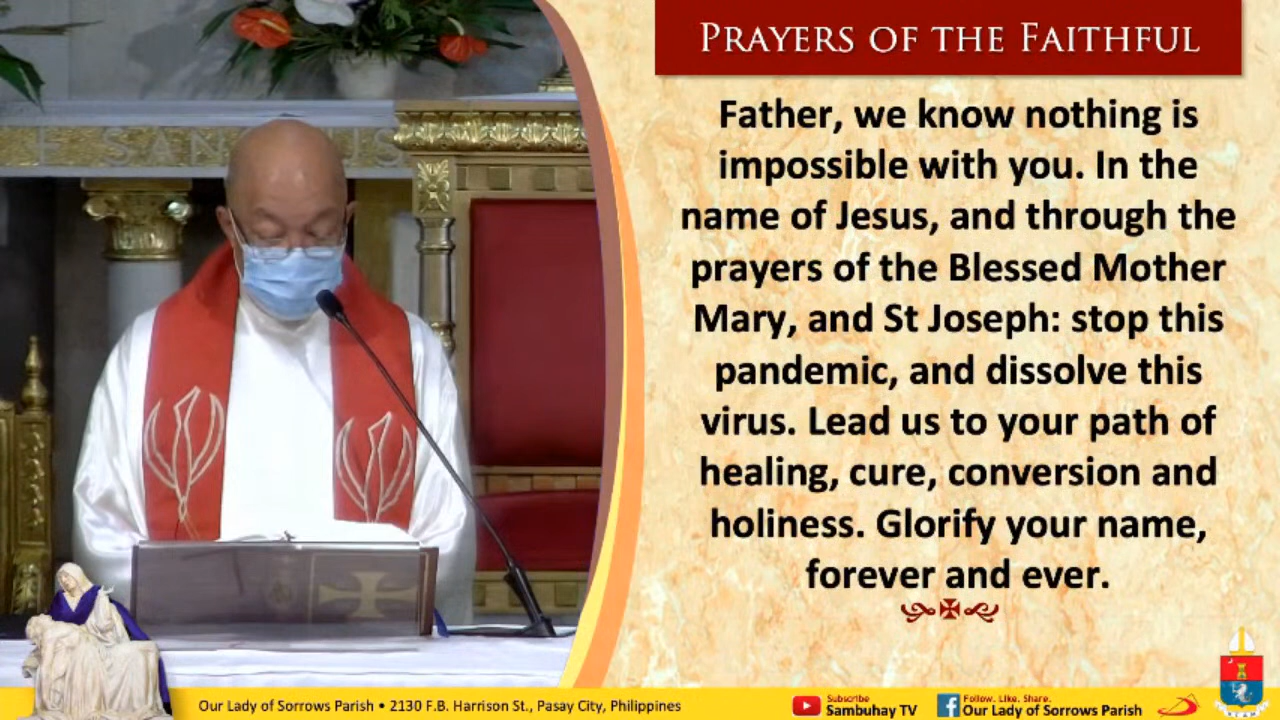 SANCTUS
PRAYERS OF THE FAITHFUL
Father, we know nothing is
impossible with you. In the
name of Jesus, and through the
prayers of the Blessed Mother
Mary, and St Joseph: stop this
pandemic, and dissolve this
virus. Lead us to your path of
healing, cure, conversion and
holiness. Glorify your name,
forever and ever.
Our Lady of Sorrows Parish • 2130 F.B. Harrison St., Pasay City, Philippines
Subscribe
Sambuhay TV
Follow. Like. Share.
Our Lady of Sorrows Parish